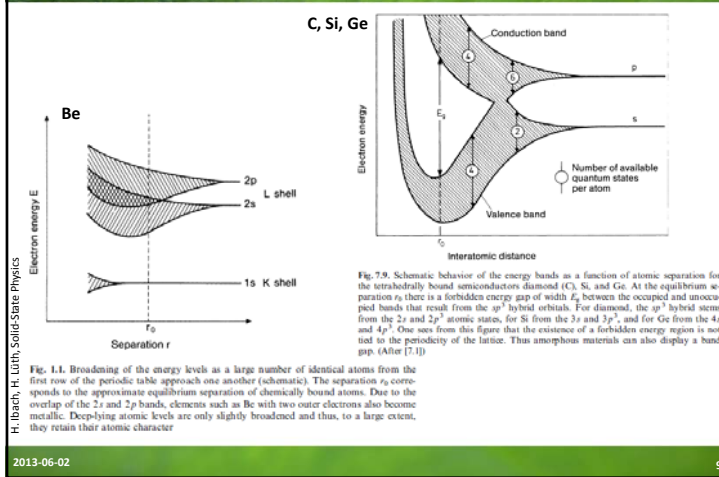 C, Si, Ge
Be
Electron energy E
2p
2s
L shell
1s K shell
r0
Separation r
Electron energy
Conduction band
4
6
p
Eg
s
2
4
Number of available
quantum states
per atom
Valence band
r0
Interatomic distance
Fig. 7.9. Schematic behavior of the energy bands as a function of atomic separation for
the tetrahedrally bound semiconductors diamond (C), Si, and Ge. At the equilibrium se-
paration r0 there is a forbidden energy gap of width Eg between the occupied and unoccu-
pied bands that result from the sp3 hybrid orbitals. For diamond, the sp3 hybrid stems
from the 2s and 2p3 atomic states, for Si from the 3s and 3p3, and for Ge from the 4s
and 4p3. One sees from this figure that the existence of a forbidden energy region is not
tied to the periodicity of the lattice. Thus amorphous materials can also display a band
gap. (After [7.1])
Fig. 1.1. Broadening of the energy levels as a large number of identical atoms from the
first row of the periodic table approach one another (schematic). The separation r0 corre-
sponds to the approximate equilibrium separation of chemically bound atoms. Due to the
overlap of the 2s and 2p bands, elements such as Be with two outer electrons also become
metallic. Deep-lying atomic levels are only slightly broadened and thus, to a large extent,
they retain their atomic character
H. Ibach, H. Lüth, Solid-State Physics
2013-06-02
9